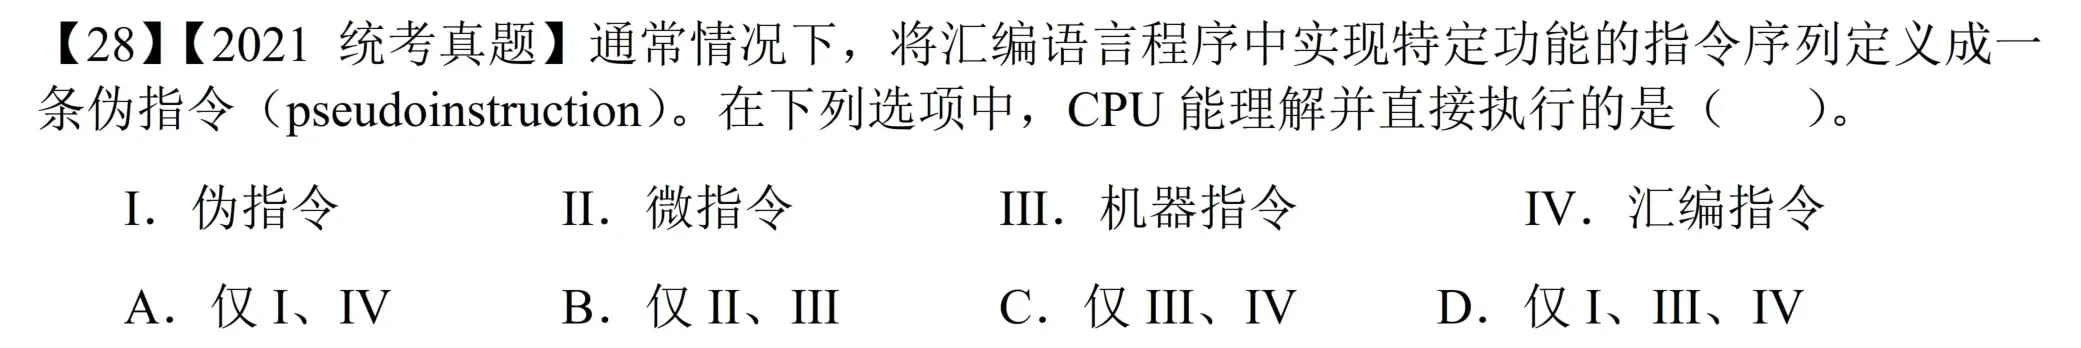 【28】【2021 统考真题】通常情况下，将汇编语言程序中实现特定功能的指令序列定义成一
条伪指令（pseudoinstruction）。在下列选项中，CPU 能理解并直接执行的是（　　）。
I．伪指令　　II．微指令　　III．机器指令　　IV．汇编指令
A．仅 I、IV　　B．仅 II、III　　C．仅 III、IV　　D．仅 I、III、IV